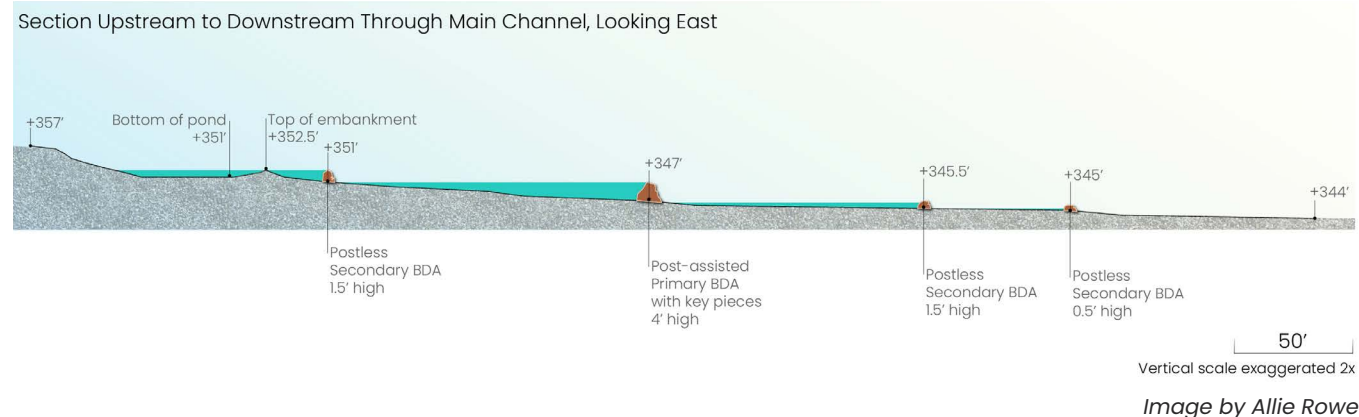 Section Upstream to Downstream Through Main Channel, Looking East
+357'
Bottom of pond
+351'
Top of embankment
+352.5'
+351'
+347'
+345.5'
+345'
+344'
Postless
Secondary BDA
1.5' high
Post-assisted
Primary BDA
with key pieces
4' high
Postless
Secondary BDA
1.5' high
Postless
Secondary BDA
0.5' high
50'
Vertical scale exaggerated 2x
Image by Allie Rowe